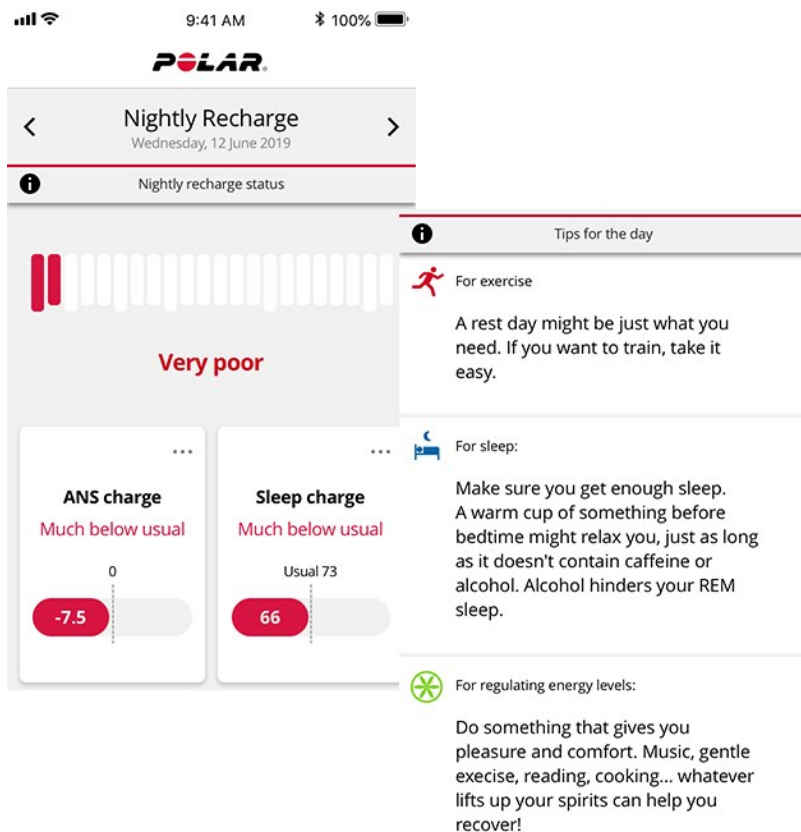 9:41 AM
100%
POLAR
Nightly Recharge
Wednesday, 12 June 2019
Nightly recharge status
Very poor
ANS charge
Much below usual
0
-7.5
Sleep charge
Much below usual
Usual 73
66
Tips for the day
For exercise
A rest day might be just what you
need. If you want to train, take it
easy.
For sleep:
Make sure you get enough sleep.
A warm cup of something before
bedtime might relax you, just as long
as it doesn't contain caffeine or
alcohol. Alcohol hinders your REM
sleep.
For regulating energy levels:
Do something that gives you
pleasure and comfort. Music, gentle
execise, reading, cooking... whatever
lifts up your spirits can help you
recover!